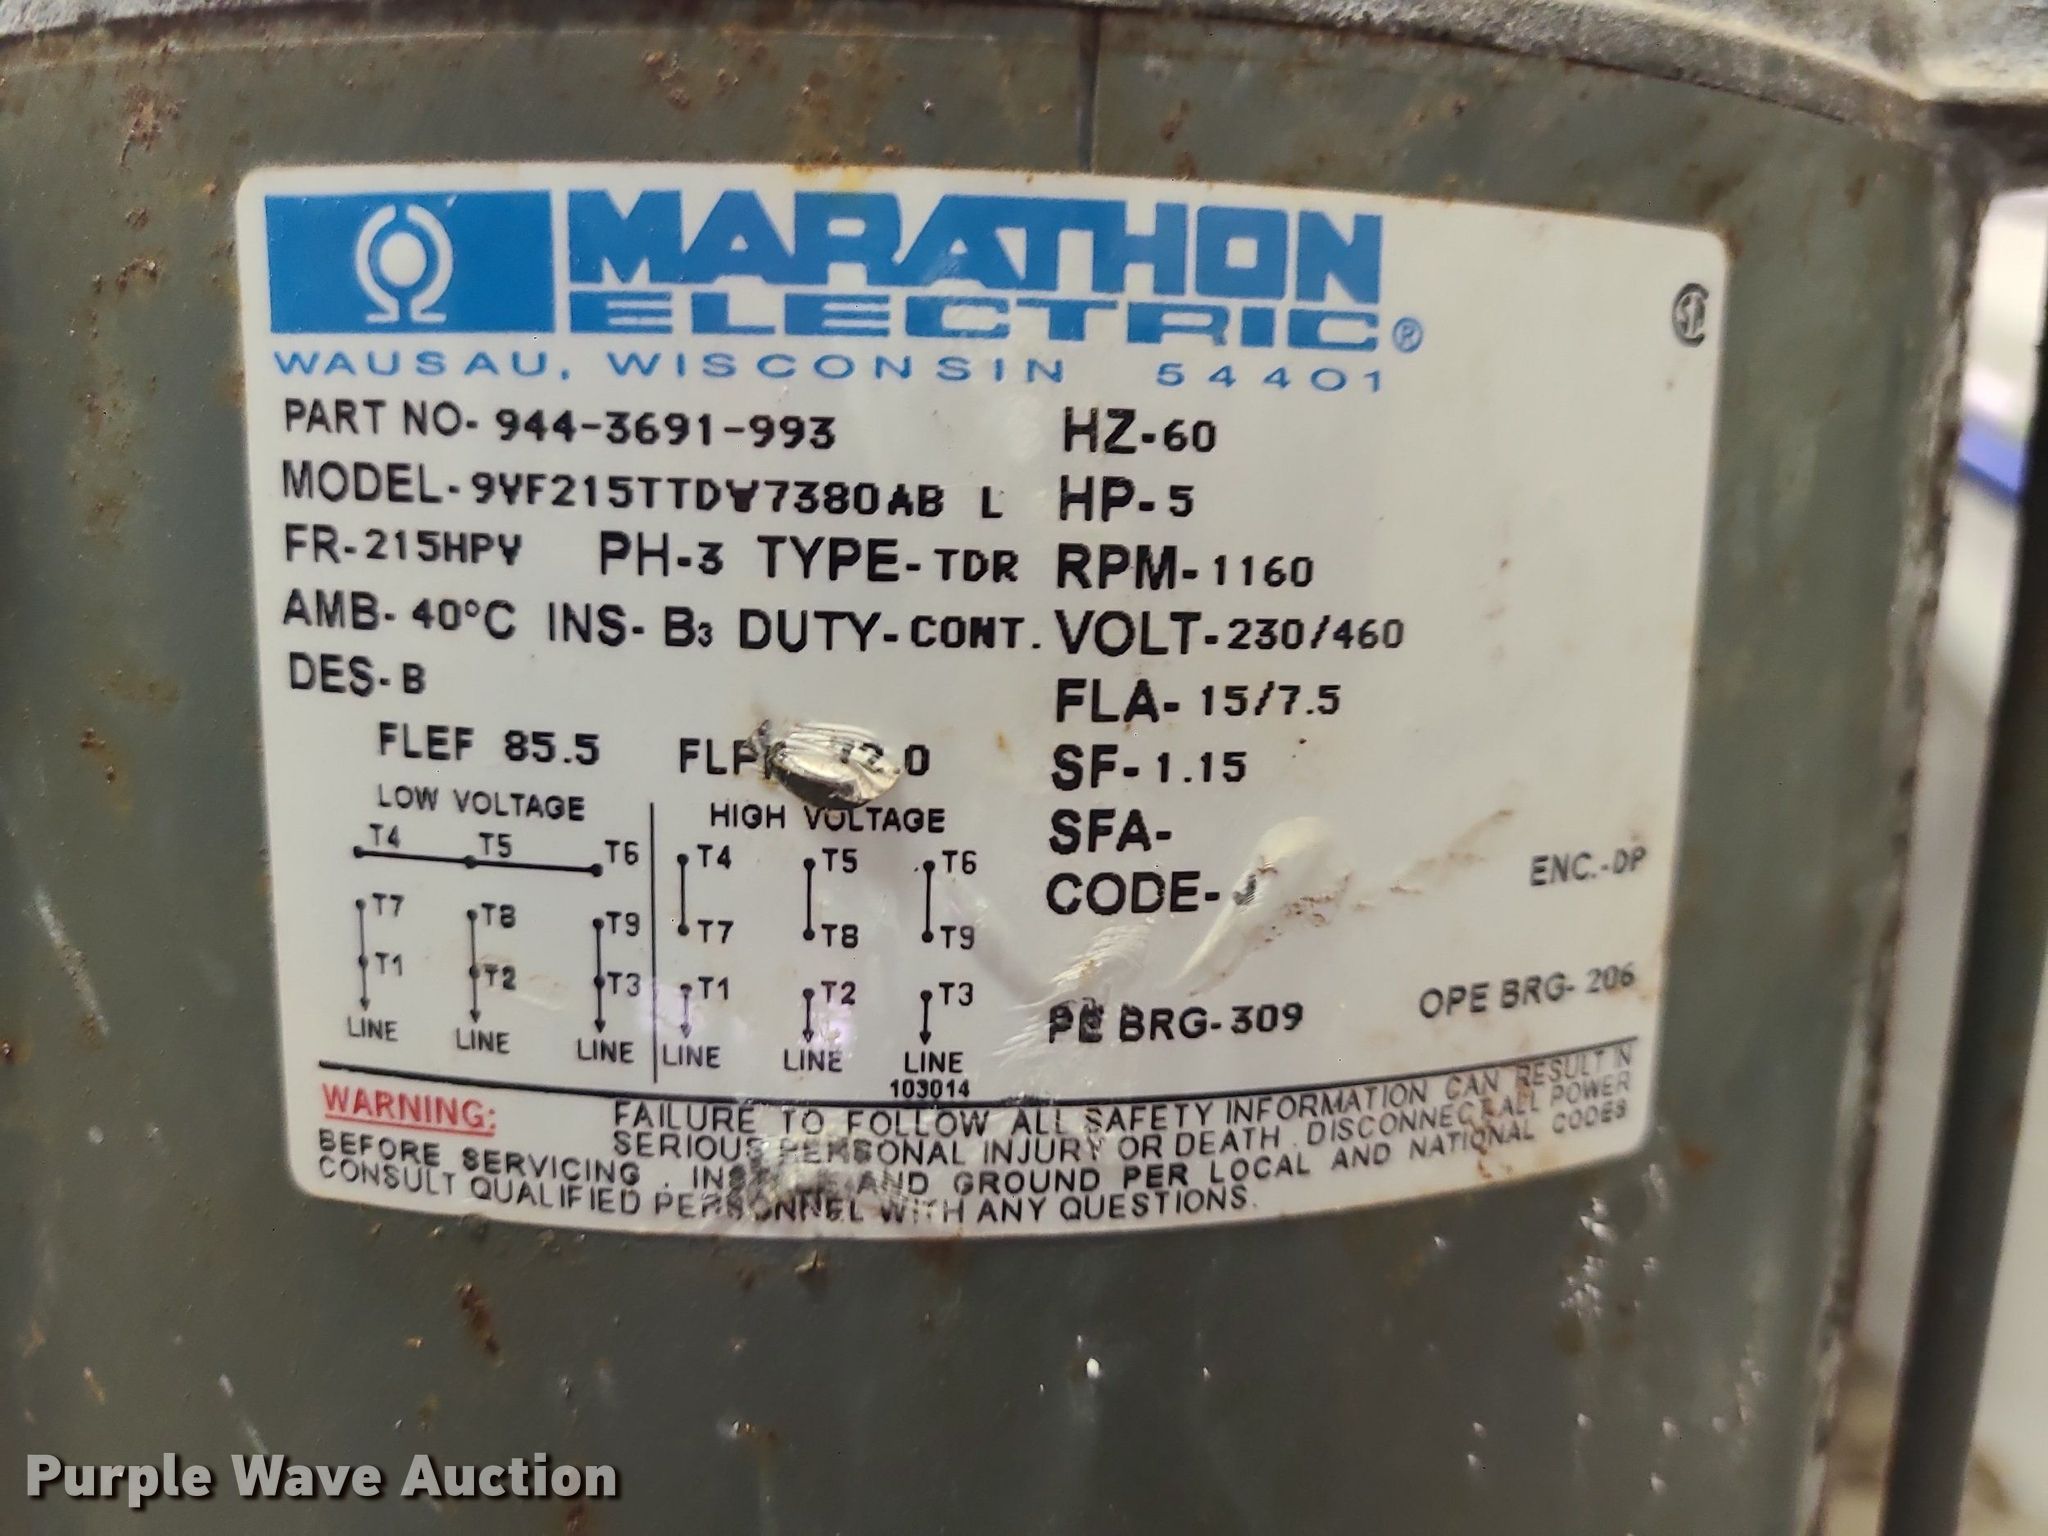 MARATHON
ELECTRIC®
WAUSAU, WISCONSIN 54401
PART NO- 944-3691-993 HZ-60
MODEL- 9VF215TTDW7380AB L HP- 5
FR-215HPV PH-3 TYPE-TDR RPM-1160
AMB- 40°C INS- B3 DUTY-CONT. VOLT-230/460
DES-B FLA- 15/7.5
FLEF 85.5 SF-1.15
LOW VOLTAGE HIGH VOLTAGE SFA-
T4 T5 T6 T4 T5 T6 CODE-J ENC.-DP
T7 T8 T9 T7 T8 T9
T1 T2 T3 T1 T2 T3 PE BRG-309 OPE BRG- 206
LINE LINE LINE LINE LINE LINE
103014
WARNING: FAILURE TO FOLLOW ALL SAFETY INFORMATION CAN RESULT IN
SERIOUS PERSONAL INJURY OR DEATH. DISCONNECT ALL POWER
BEFORE SERVICING. AND GROUND PER LOCAL AND NATIONAL CODES
CONSULT QUALIFIED PERSONNEL WITH ANY QUESTIONS.
Purple Wave Auction